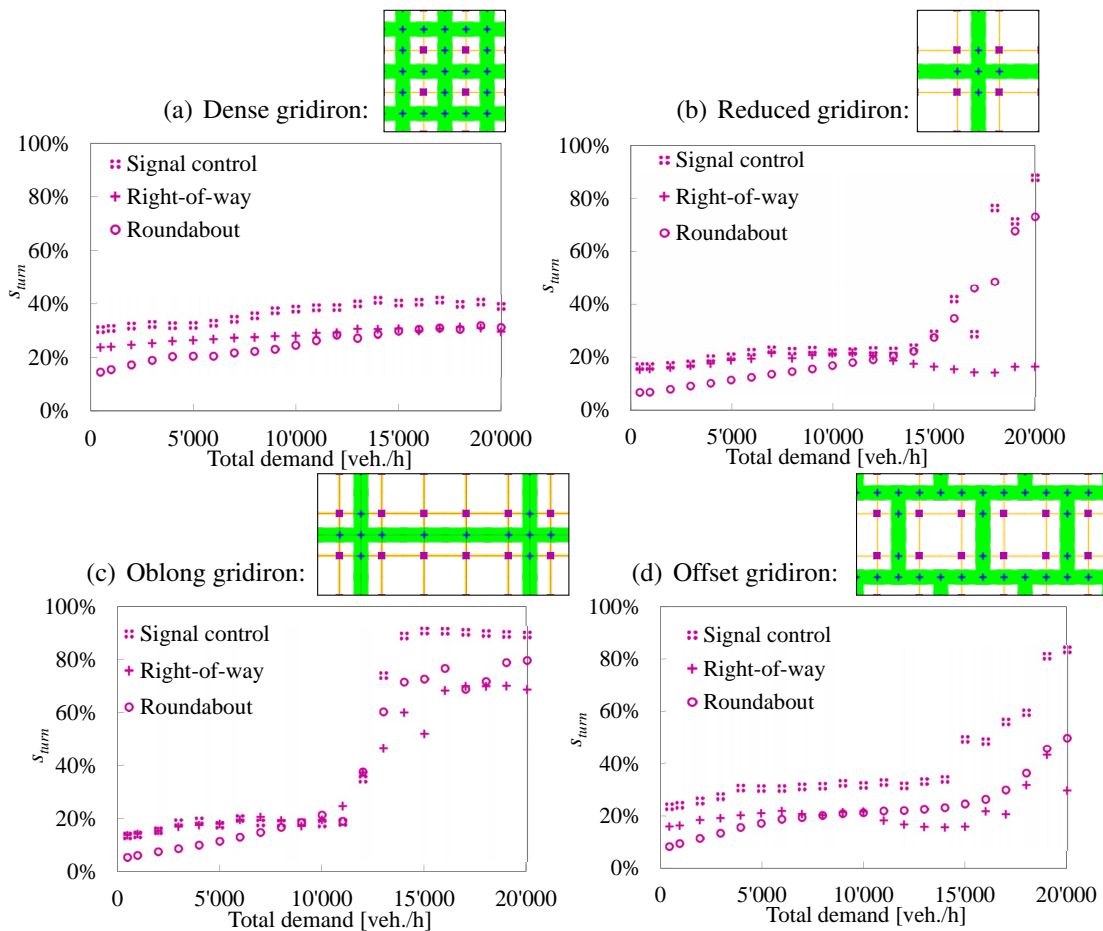 (a) Dense gridiron:
100%
80%
60%
40%
20%
0%
s_turn
Signal control
Right-of-way
Roundabout
0
5'000
10'000
15'000
20'000
Total demand [veh./h]
(b) Reduced gridiron:
100%
80%
60%
40%
20%
0%
s_turn
Signal control
Right-of-way
Roundabout
0
5'000
10'000
15'000
20'000
Total demand [veh./h]
(c) Oblong gridiron:
100%
80%
60%
40%
20%
0%
s_turn
Signal control
Right-of-way
Roundabout
0
5'000
10'000
15'000
20'000
Total demand [veh./h]
(d) Offset gridiron:
100%
80%
60%
40%
20%
0%
s_turn
Signal control
Right-of-way
Roundabout
0
5'000
10'000
15'000
20'000
Total demand [veh./h]